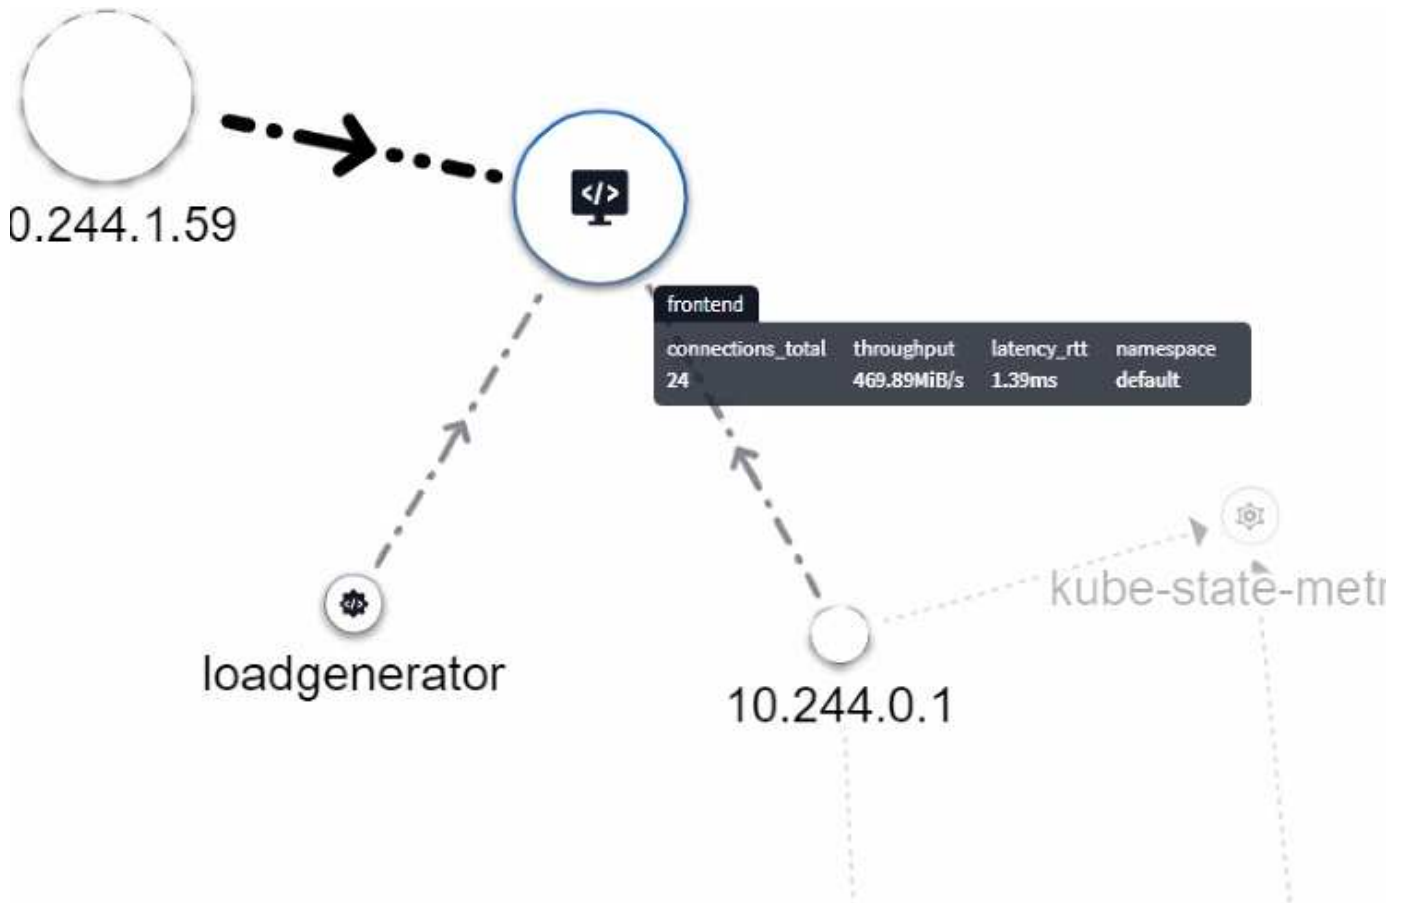 0.244.1.59
</>
frontend
connections_total throughput latency_rtt namespace
24 469.89MiB/s 1.39ms default
kube-state-metr
</>
loadgenerator
10.244.0.1